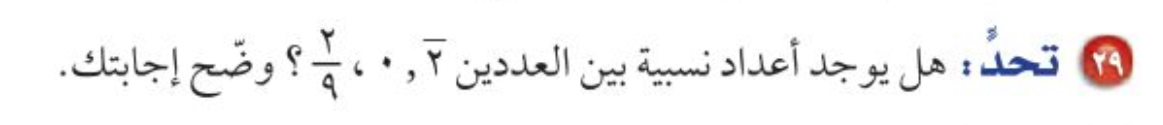 ٢٩ تحدٍّ: هل يوجد أعداد نسبية بين العددين ٠,٢̅ ، ٢/٩ ؟ وضّح إجابتك.